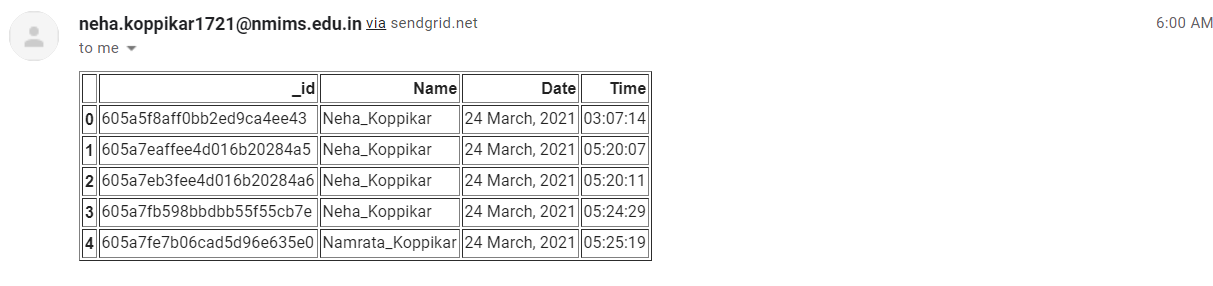 neha.koppikar1721@nmims.edu.in via sendgrid.net 6:00 AM
to me
_id Name Date Time
0 605a5f8aff0bb2ed9ca4ee43 Neha_Koppikar 24 March, 2021 03:07:14
1 605a7eaffee4d016b20284a5 Neha_Koppikar 24 March, 2021 05:20:07
2 605a7eb3fee4d016b20284a6 Neha_Koppikar 24 March, 2021 05:20:11
3 605a7fb598bbdbb55f55cb7e Neha_Koppikar 24 March, 2021 05:24:29
4 605a7fe7b06cad5d96e635e0 Namrata_Koppikar 24 March, 2021 05:25:19